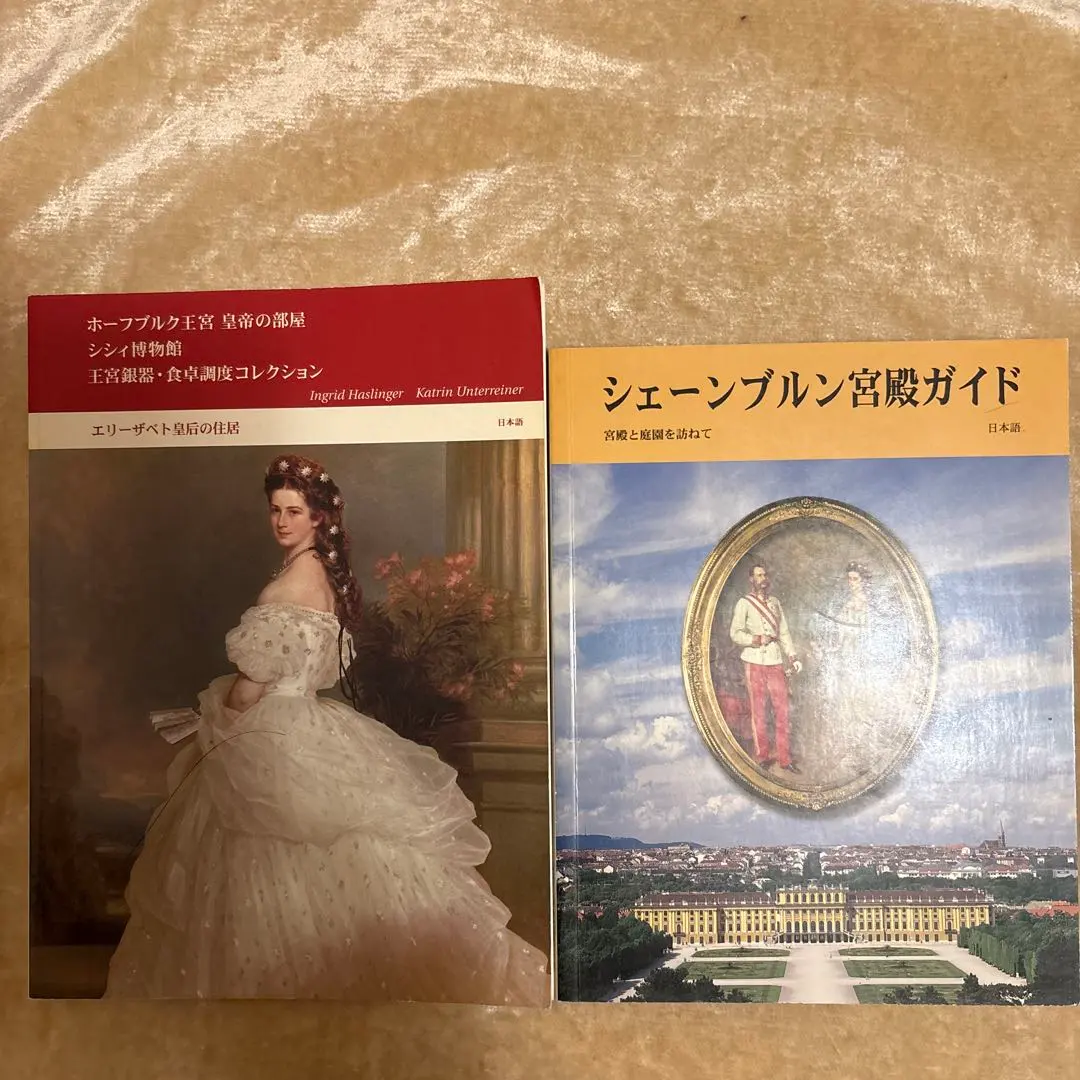 ホーフブルク王宮 皇帝の部屋
シシィ博物館
王宮銀器・食卓調度コレクション
Ingrid Haslinger Katrin Unterreiner
エリーザベト皇后の住居
日本語
シェーンブルン宮殿ガイド
宮殿と庭園を訪ねて
日本語